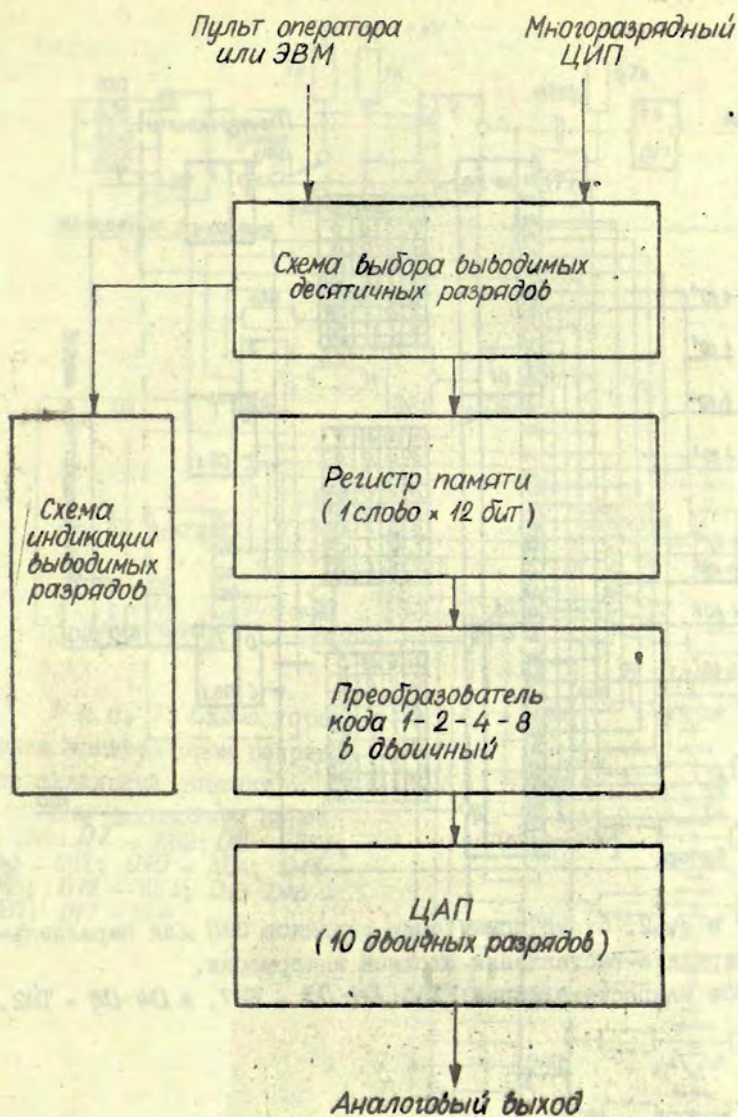 Пульт оператора
или ЭВМ
Многоразрядный
ЦИП
Схема выбора выводимых
десятичных разрядов
Схема
индикации
выводимых
разрядов
Регистр памяти
(1 слово × 12 бит)
Преобразователь
кода 1-2-4-8
в двоичный
ЦАП
(10 двоичных разрядов)
Аналоговый выход